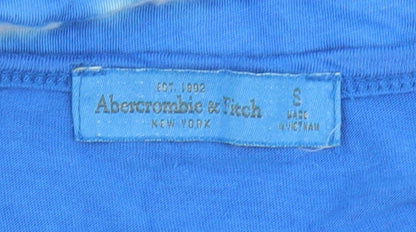 EST. 1892
Abercrombie & Fitch
NEW YORK
S
MADE
IN VIETNAM